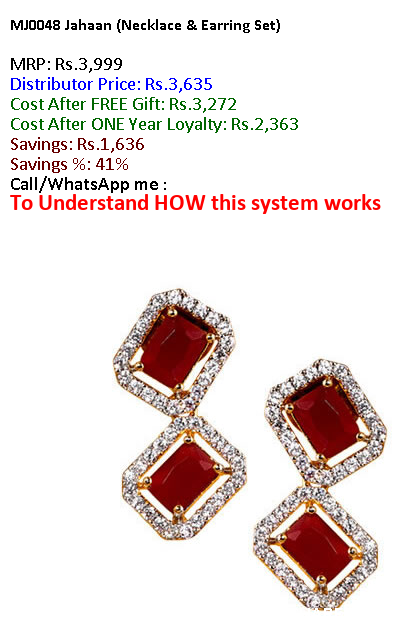 MJ0048 Jahaan (Necklace & Earring Set)
MRP: Rs.3,999
Distributor Price: Rs.3,635
Cost After FREE Gift: Rs.3,272
Cost After ONE Year Loyalty: Rs.2,363
Savings: Rs.1,636
Savings %: 41%
Call/WhatsApp me :
To Understand HOW this system works